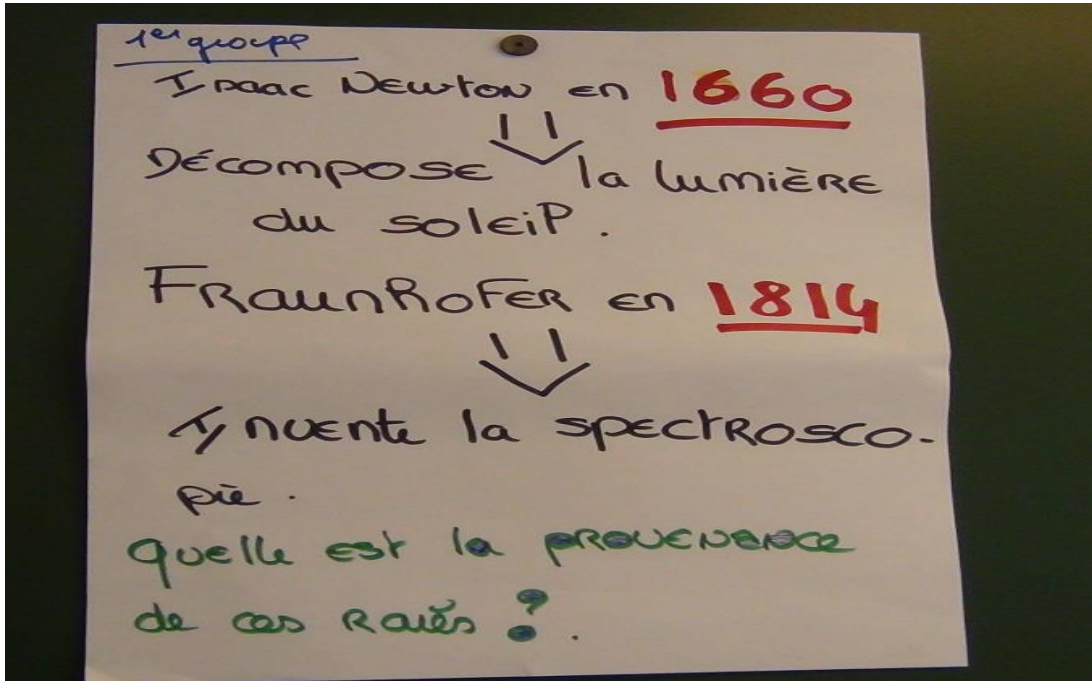 1er groupe
Isaac Newton en 1660
Décompose la lumière
du soleil.
Fraunhofer en 1814
Invente la spectrosco-
pie.
quelle est la provenance
de ces raies ?.